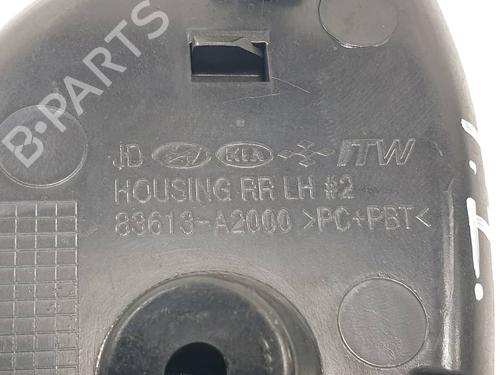 B-PARTS
JD KIA ITW
HOUSING RR LH #2
83613-A2000 >PC+PBT<